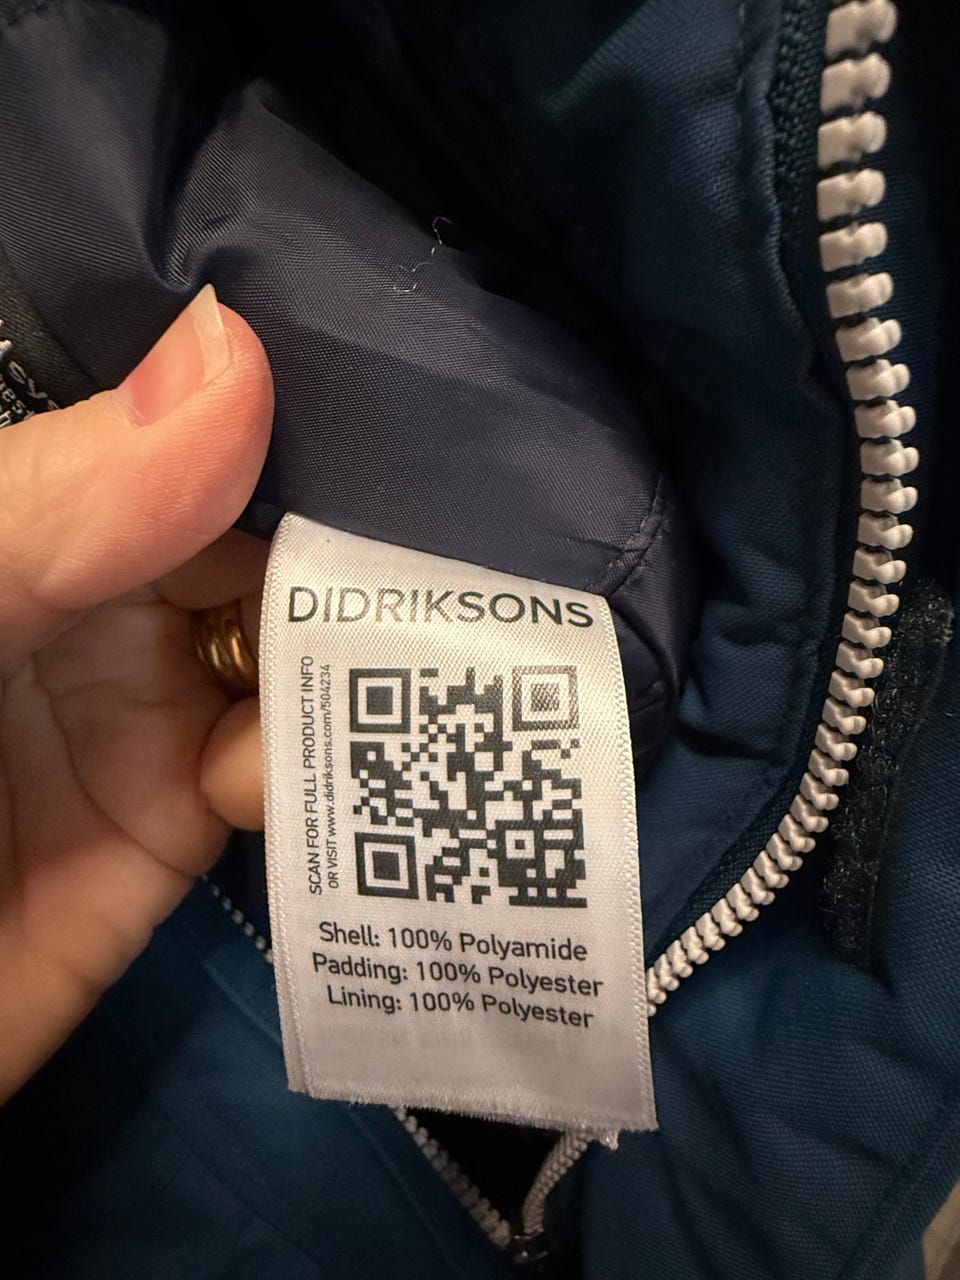 DIDRIKSONS
SCAN FOR FULL PRODUCT INFO
OR VISIT www.didriksons.com/504234
Shell: 100% Polyamide
Padding: 100% Polyester
Lining: 100% Polyester